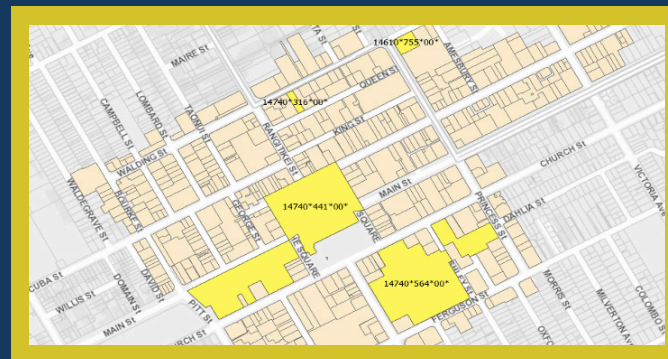 14610*755*00*
MAIRE St
AMESBURY St
QUEEN St
14740*316*00*
LOMBARD St
TAONUI St
CAMPBELL St
KING St
RANGITIKEI St
WALDING St
CHURCH St
MAIN St
VICTORIA Ave
WALDEGRAVE St
BOURKE St
14740*441*00*
PRINCESS St
DAHLIA St
GEORGE St
SQUARE
SQUARE
CUBA St
DAVID St
DOMAIN St
WILLIS St
14740*564*00*
PITT St
MORRIS St
MILVERTON Ave
COLOMBO St
FERGUSON St
MAIN St